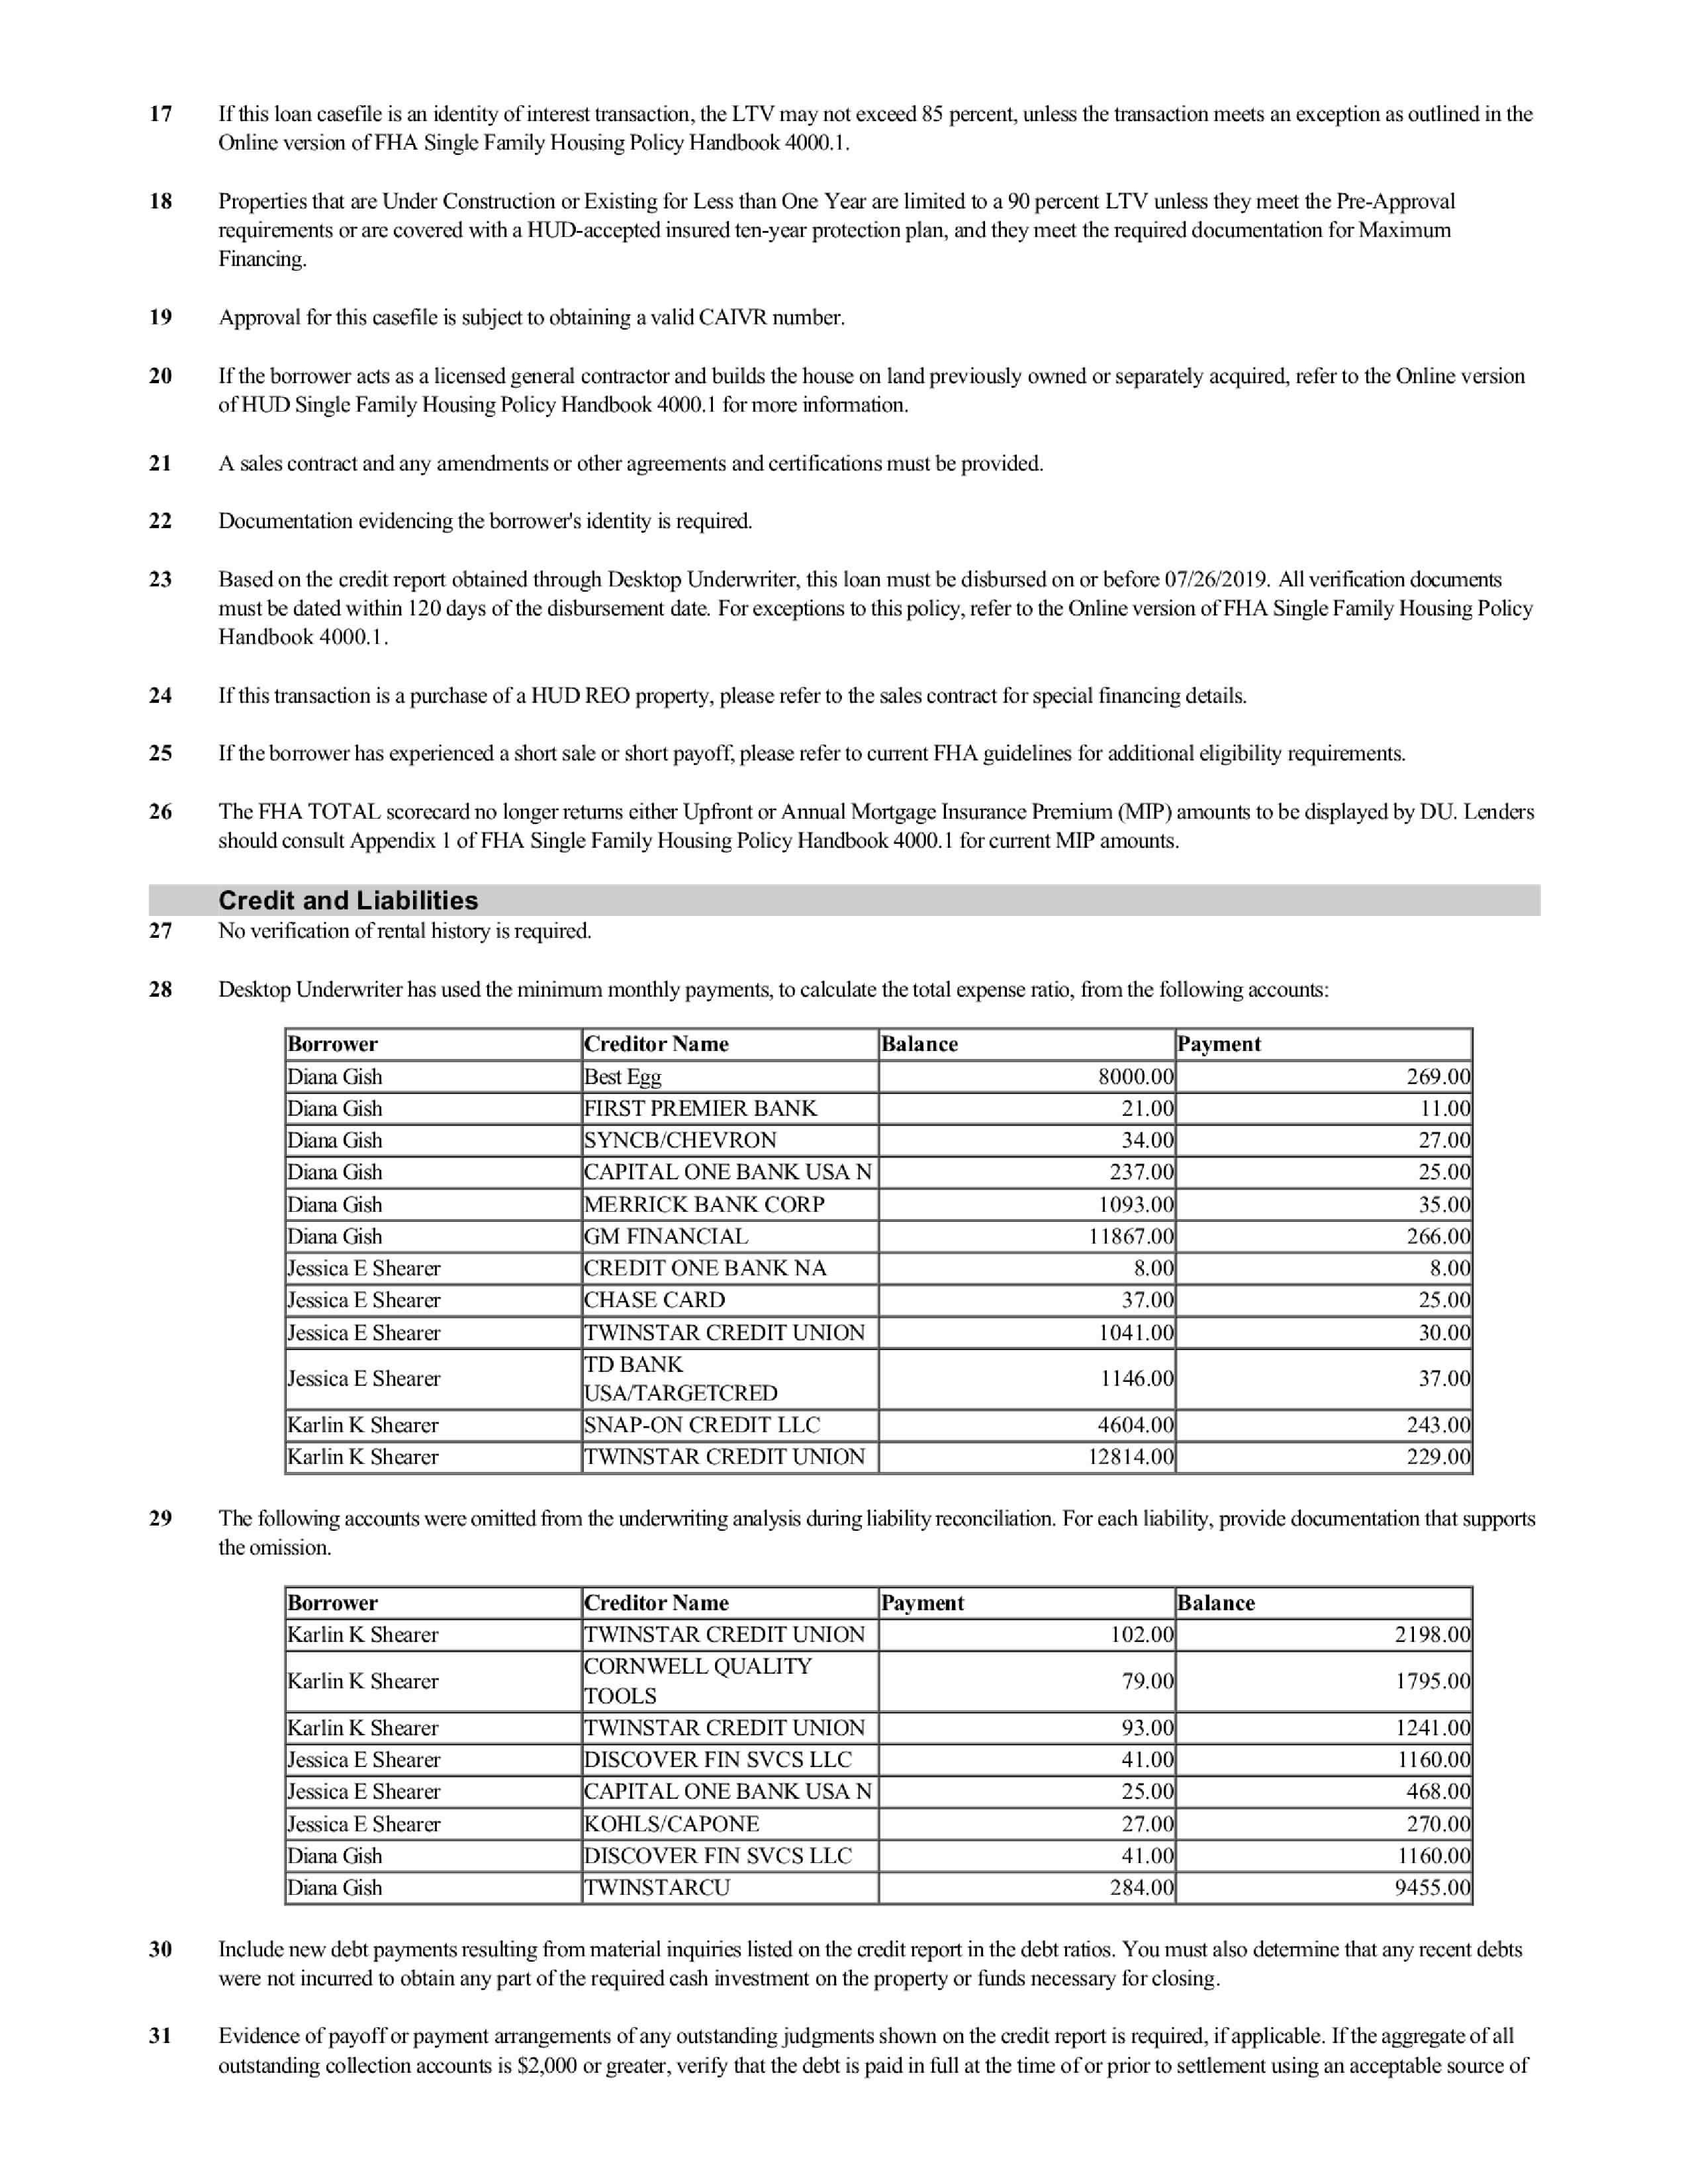 17 If this loan casefile is an identity of interest transaction, the LTV may not exceed 85 percent, unless the transaction meets an exception as outlined in the
Online version of FHA Single Family Housing Policy Handbook 4000.1.
18 Properties that are Under Construction or Existing for Less than One Year are limited to a 90 percent LTV unless they meet the Pre-Approval
requirements or are covered with a HUD-accepted insured ten-year protection plan, and they meet the required documentation for Maximum
Financing.
19 Approval for this casefile is subject to obtaining a valid CAIVR number.
20 If the borrower acts as a licensed general contractor and builds the house on land previously owned or separately acquired, refer to the Online version
of HUD Single Family Housing Policy Handbook 4000.1 for more information.
21 A sales contract and any amendments or other agreements and certifications must be provided.
22 Documentation evidencing the borrower's identity is required.
23 Based on the credit report obtained through Desktop Underwriter, this loan must be disbursed on or before 07/26/2019. All verification documents
must be dated within 120 days of the disbursement date. For exceptions to this policy, refer to the Online version of FHA Single Family Housing Policy
Handbook 4000.1.
24 If this transaction is a purchase of a HUD REO property, please refer to the sales contract for special financing details.
25 If the borrower has experienced a short sale or short payoff, please refer to current FHA guidelines for additional eligibility requirements.
26 The FHA TOTAL scorecard no longer returns either Upfront or Annual Mortgage Insurance Premium (MIP) amounts to be displayed by DU. Lenders
should consult Appendix 1 of FHA Single Family Housing Policy Handbook 4000.1 for current MIP amounts.
Credit and Liabilities
27 No verification of rental history is required.
28 Desktop Underwriter has used the minimum monthly payments, to calculate the total expense ratio, from the following accounts:
Borrower Creditor Name Balance Payment
Diana Gish Best Egg 8000.00 269.00
Diana Gish FIRST PREMIER BANK 21.00 11.00
Diana Gish SYNCB/CHEVRON 34.00 27.00
Diana Gish CAPITAL ONE BANK USA N 237.00 25.00
Diana Gish MERRICK BANK CORP 1093.00 35.00
Diana Gish GM FINANCIAL 11867.00 266.00
Jessica E Shearer CREDIT ONE BANK NA 8.00 8.00
Jessica E Shearer CHASE CARD 37.00 25.00
Jessica E Shearer TWINSTAR CREDIT UNION 1041.00 30.00
Jessica E Shearer TD BANK
USA/TARGETCRED 1146.00 37.00
Karlin K Shearer SNAP-ON CREDIT LLC 4604.00 243.00
Karlin K Shearer TWINSTAR CREDIT UNION 12814.00 229.00
29 The following accounts were omitted from the underwriting analysis during liability reconciliation. For each liability, provide documentation that supports
the omission.
Borrower Creditor Name Payment Balance
Karlin K Shearer TWINSTAR CREDIT UNION 102.00 2198.00
Karlin K Shearer CORNWELL QUALITY
TOOLS 79.00 1795.00
Karlin K Shearer TWINSTAR CREDIT UNION 93.00 1241.00
Jessica E Shearer DISCOVER FIN SVCS LLC 41.00 1160.00
Jessica E Shearer CAPITAL ONE BANK USA N 25.00 468.00
Jessica E Shearer KOHLS/CAPONE 27.00 270.00
Diana Gish DISCOVER FIN SVCS LLC 41.00 1160.00
Diana Gish TWINSTARCU 284.00 9455.00
30 Include new debt payments resulting from material inquiries listed on the credit report in the debt ratios. You must also determine that any recent debts
were not incurred to obtain any part of the required cash investment on the property or funds necessary for closing.
31 Evidence of payoff or payment arrangements of any outstanding judgments shown on the credit report is required, if applicable. If the aggregate of all
outstanding collection accounts is $2,000 or greater, verify that the debt is paid in full at the time of or prior to settlement using an acceptable source of